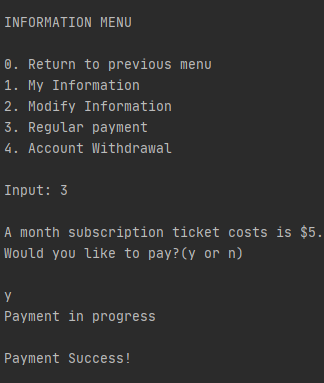 INFORMATION MENU
0. Return to previous menu
1. My Information
2. Modify Information
3. Regular payment
4. Account Withdrawal
Input: 3
A month subscription ticket costs is $5.
Would you like to pay?(y or n)
y
Payment in progress
Payment Success!